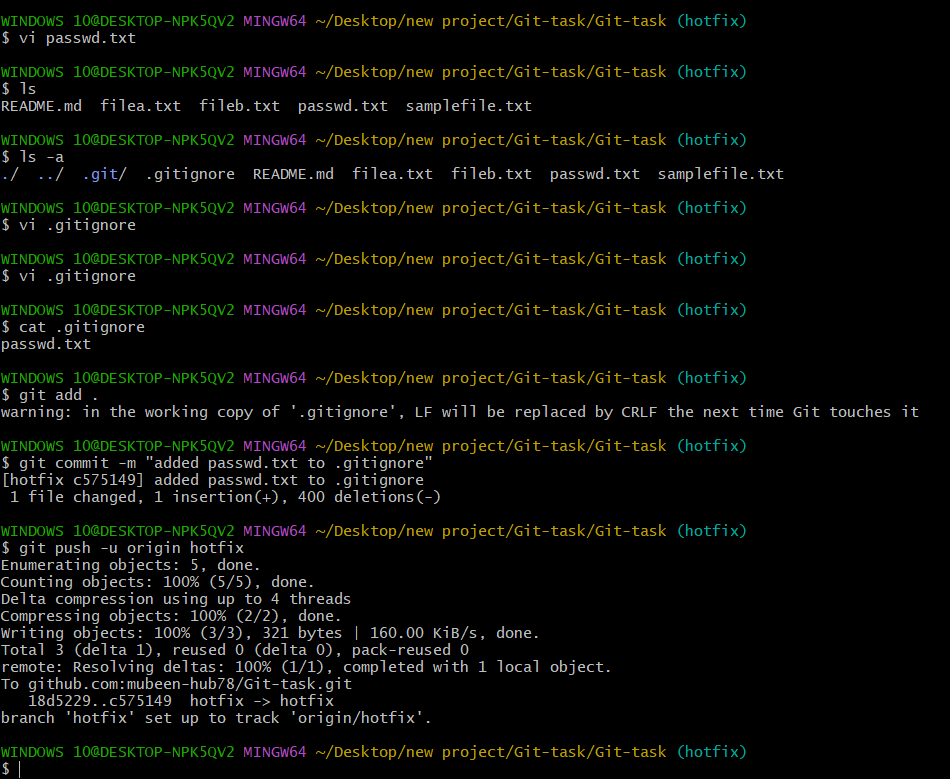 WINDOWS 10@DESKTOP-NPK5QV2 MINGW64 ~/Desktop/new project/Git-task/Git-task (hotfix)
$ vi passwd.txt
WINDOWS 10@DESKTOP-NPK5QV2 MINGW64 ~/Desktop/new project/Git-task/Git-task (hotfix)
$ ls
README.md  filea.txt  fileb.txt  passwd.txt  samplefile.txt
WINDOWS 10@DESKTOP-NPK5QV2 MINGW64 ~/Desktop/new project/Git-task/Git-task (hotfix)
$ ls -a
./  ../  .git/  .gitignore  README.md  filea.txt  fileb.txt  passwd.txt  samplefile.txt
WINDOWS 10@DESKTOP-NPK5QV2 MINGW64 ~/Desktop/new project/Git-task/Git-task (hotfix)
$ vi .gitignore
WINDOWS 10@DESKTOP-NPK5QV2 MINGW64 ~/Desktop/new project/Git-task/Git-task (hotfix)
$ vi .gitignore
WINDOWS 10@DESKTOP-NPK5QV2 MINGW64 ~/Desktop/new project/Git-task/Git-task (hotfix)
$ cat .gitignore
passwd.txt
WINDOWS 10@DESKTOP-NPK5QV2 MINGW64 ~/Desktop/new project/Git-task/Git-task (hotfix)
$ git add .
warning: in the working copy of '.gitignore', LF will be replaced by CRLF the next time Git touches it
WINDOWS 10@DESKTOP-NPK5QV2 MINGW64 ~/Desktop/new project/Git-task/Git-task (hotfix)
$ git commit -m "added passwd.txt to .gitignore"
[hotfix c575149] added passwd.txt to .gitignore
 1 file changed, 1 insertion(+), 400 deletions(-)
WINDOWS 10@DESKTOP-NPK5QV2 MINGW64 ~/Desktop/new project/Git-task/Git-task (hotfix)
$ git push -u origin hotfix
Enumerating objects: 5, done.
Counting objects: 100% (5/5), done.
Delta compression using up to 4 threads
Compressing objects: 100% (2/2), done.
Writing objects: 100% (3/3), 321 bytes | 160.00 KiB/s, done.
Total 3 (delta 1), reused 0 (delta 0), pack-reused 0
remote: Resolving deltas: 100% (1/1), completed with 1 local object.
To github.com:mubeen-hub78/Git-task.git
   18d5229..c575149  hotfix -> hotfix
branch 'hotfix' set up to track 'origin/hotfix'.
WINDOWS 10@DESKTOP-NPK5QV2 MINGW64 ~/Desktop/new project/Git-task/Git-task (hotfix)
$